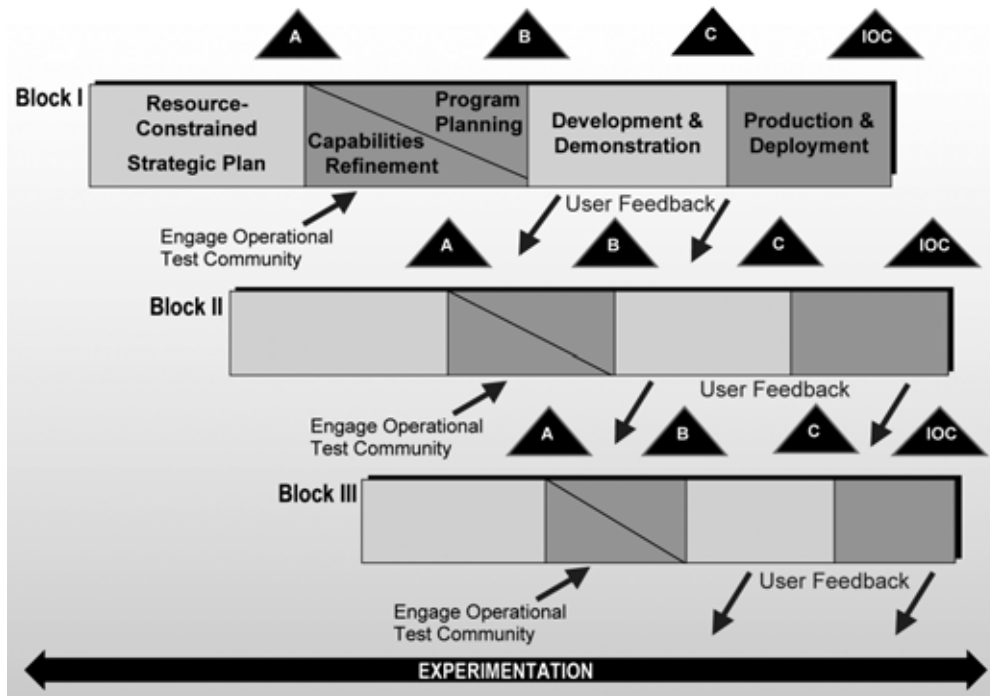 A
B
C
IOC
Block I
Resource-
Constrained
Strategic Plan
Capabilities
Refinement
Program
Planning
Development &
Demonstration
Production &
Deployment
Engage Operational
Test Community
User Feedback
A
B
C
IOC
Block II
Engage Operational
Test Community
User Feedback
A
B
C
IOC
Block III
Engage Operational
Test Community
User Feedback
EXPERIMENTATION